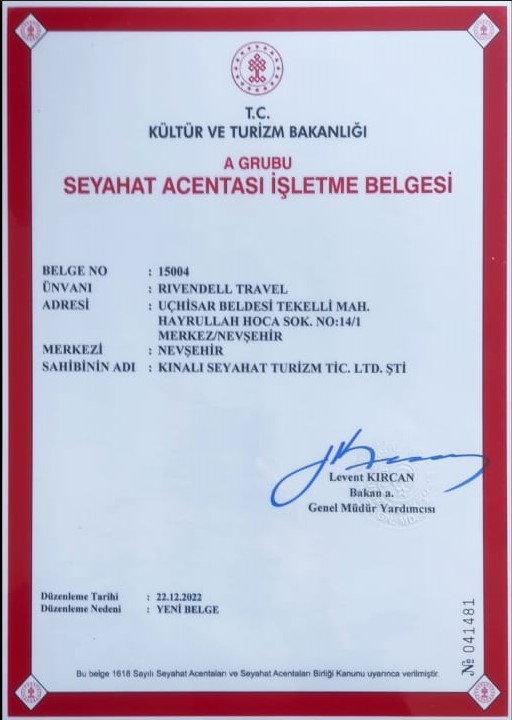 T.C.
KÜLTÜR VE TURİZM BAKANLIĞI
A GRUBU
SEYAHAT ACENTASI İŞLETME BELGESİ
BELGE NO : 15004
ÜNVANI : RIVENDELL TRAVEL
ADRESİ : UÇHİSAR BELDESİ TEKELLİ MAH.
HAYRULLAH HOCA SOK. NO:14/1
MERKEZ/NEVŞEHİR
MERKEZİ : NEVŞEHİR
SAHİBİNİN ADI : KINALI SEYAHAT TURİZM TİC. LTD. ŞTİ
Levent KIRCAN
Bakan a.
Genel Müdür Yardımcısı
Düzenleme Tarihi : 22.12.2022
Düzenleme Nedeni : YENİ BELGE
Bu belge 1618 Sayılı Seyahat Acentaları ve Seyahat Acentaları Birliği Kanunu uyarınca verilmiştir.
№ 041481